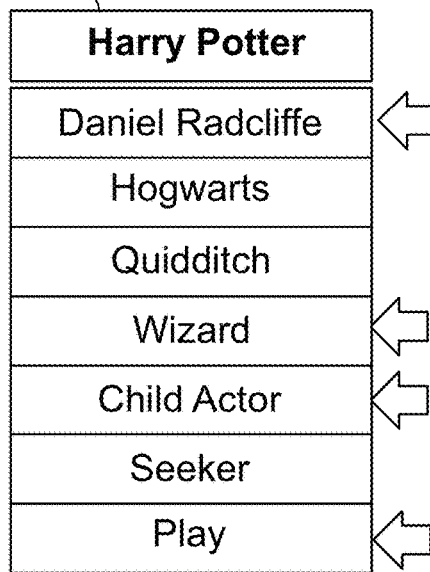 Harry Potter
Daniel Radcliffe
Hogwarts
Quidditch
Wizard
Child Actor
Seeker
Play